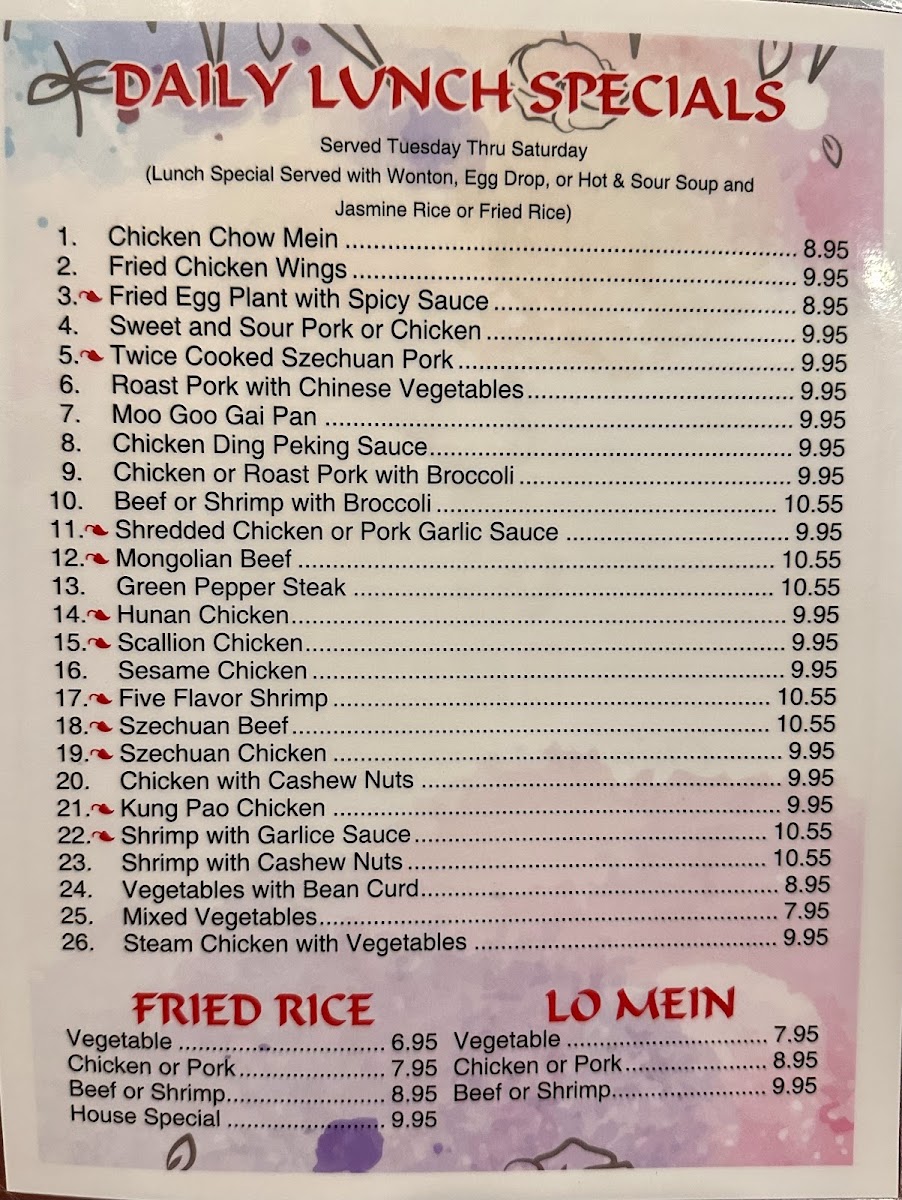 DAILY LUNCH SPECIALS
Served Tuesday Thru Saturday
(Lunch Special Served with Wonton, Egg Drop, or Hot & Sour Soup and
Jasmine Rice or Fried Rice)
1. Chicken Chow Mein 8.95
2. Fried Chicken Wings 9.95
3. Fried Egg Plant with Spicy Sauce 8.95
4. Sweet and Sour Pork or Chicken 9.95
5. Twice Cooked Szechuan Pork 9.95
6. Roast Pork with Chinese Vegetables 9.95
7. Moo Goo Gai Pan 9.95
8. Chicken Ding Peking Sauce 9.95
9. Chicken or Roast Pork with Broccoli 9.95
10. Beef or Shrimp with Broccoli 10.55
11. Shredded Chicken or Pork Garlic Sauce 9.95
12. Mongolian Beef 10.55
13. Green Pepper Steak 10.55
14. Hunan Chicken 9.95
15. Scallion Chicken 9.95
16. Sesame Chicken 9.95
17. Five Flavor Shrimp 10.55
18. Szechuan Beef 10.55
19. Szechuan Chicken 9.95
20. Chicken with Cashew Nuts 9.95
21. Kung Pao Chicken 9.95
22. Shrimp with Garlice Sauce 10.55
23. Shrimp with Cashew Nuts 10.55
24. Vegetables with Bean Curd 8.95
25. Mixed Vegetables 7.95
26. Steam Chicken with Vegetables 9.95
FRIED RICE
Vegetable 6.95
Chicken or Pork 7.95
Beef or Shrimp 8.95
House Special 9.95
LO MEIN
Vegetable 7.95
Chicken or Pork 8.95
Beef or Shrimp 9.95